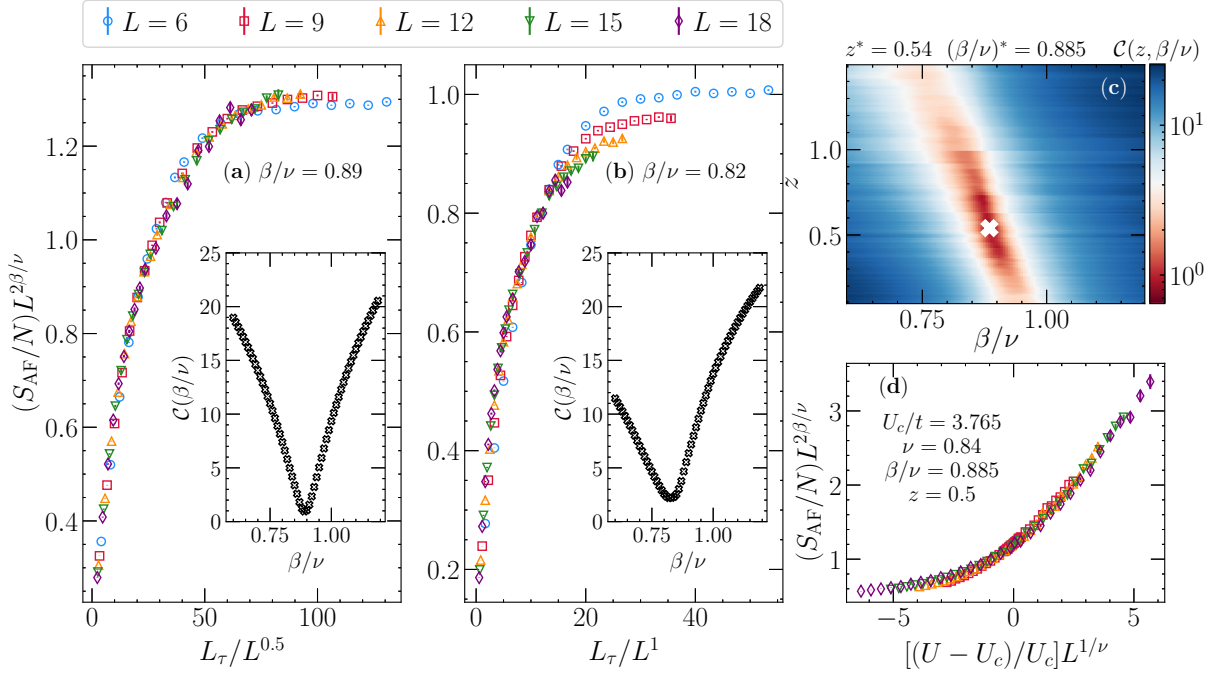 L = 6 L = 9 L = 12 L = 15 L = 18
(S_AF/N)L^{2β/ν}
1.2
1.0
0.8
0.6
0.4
0 50 100
L_τ/L^{0.5}
(a) β/ν = 0.89
C(β/ν)
25
20
15
10
5
0
0.75 1.00
β/ν
1.0
0.8
0.6
0.4
0.2
0 20 40
L_τ/L^1
(b) β/ν = 0.82
C(β/ν)
25
20
15
10
5
0
0.75 1.00
β/ν
z* = 0.54 (β/ν)* = 0.885 C(z, β/ν)
(c)
z
1.0
0.5
0.75 1.00
β/ν
10^1
10^0
(d)
U_c/t = 3.765
ν = 0.84
β/ν = 0.885
z = 0.5
(S_AF/N)L^{2β/ν}
3
2
1
−5 0 5
[(U − U_c)/U_c]L^{1/ν}